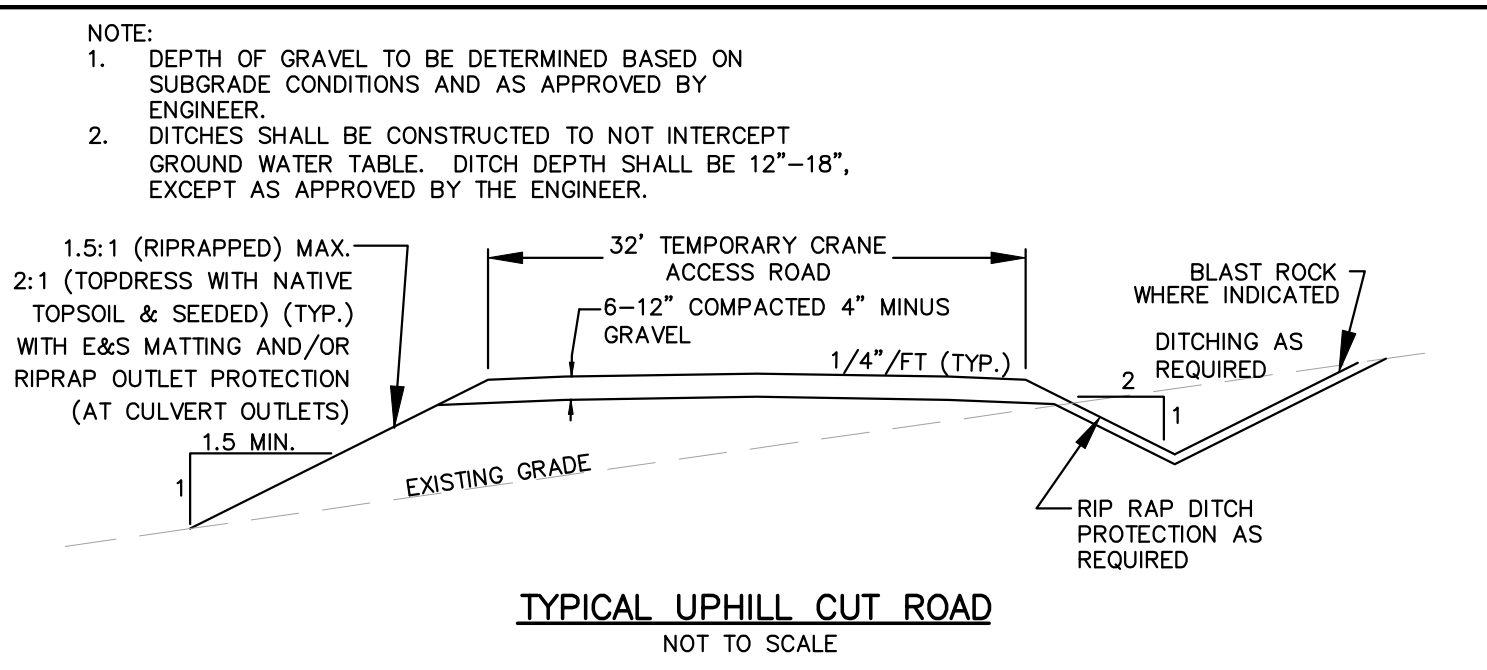 NOTE:
1. DEPTH OF GRAVEL TO BE DETERMINED BASED ON
SUBGRADE CONDITIONS AND AS APPROVED BY
ENGINEER.
2. DITCHES SHALL BE CONSTRUCTED TO NOT INTERCEPT
GROUND WATER TABLE. DITCH DEPTH SHALL BE 12"-18",
EXCEPT AS APPROVED BY THE ENGINEER.
1.5:1 (RIPRAPPED) MAX.
2:1 (TOPDRESS WITH NATIVE
TOPSOIL & SEEDED) (TYP.)
WITH E&S MATTING AND/OR
RIPRAP OUTLET PROTECTION
(AT CULVERT OUTLETS)
1.5 MIN.
1
32' TEMPORARY CRANE
ACCESS ROAD
6-12" COMPACTED 4" MINUS
GRAVEL
1/4"/FT (TYP.)
EXISTING GRADE
BLAST ROCK
WHERE INDICATED
DITCHING AS
REQUIRED
2
1
RIP RAP DITCH
PROTECTION AS
REQUIRED
TYPICAL UPHILL CUT ROAD
NOT TO SCALE